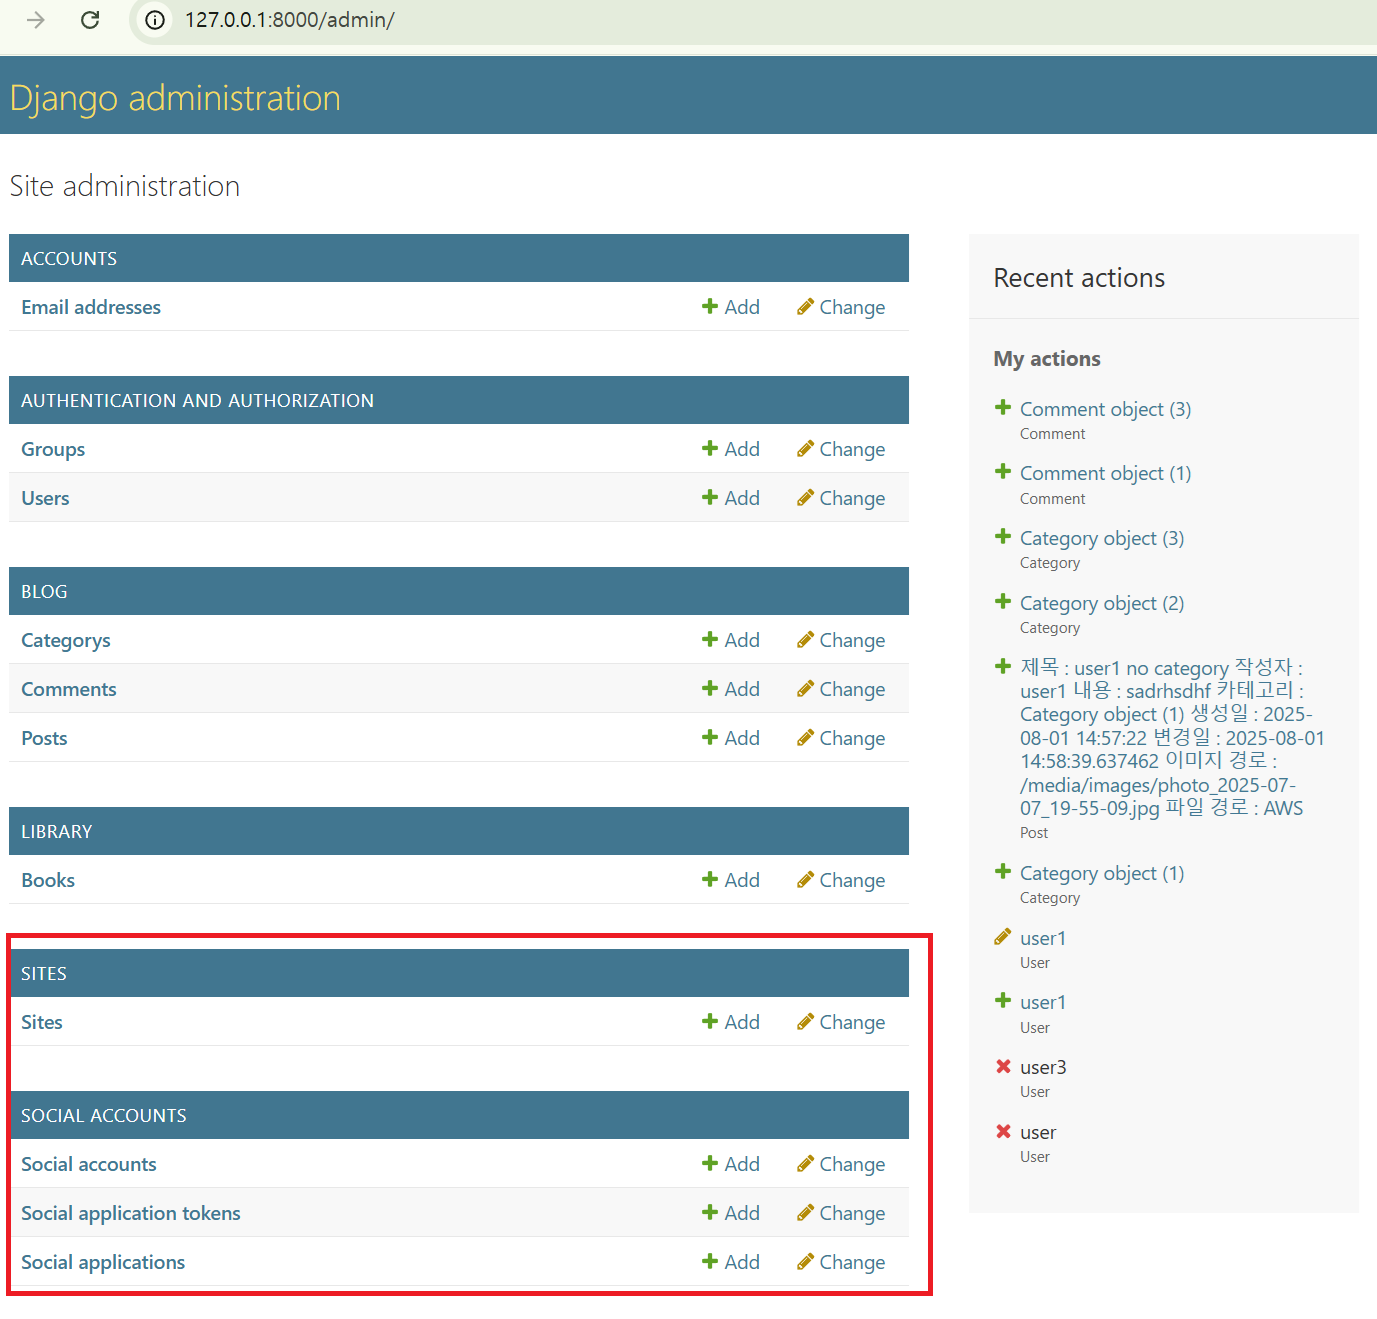 127.0.0.1:8000/admin/
Django administration
Site administration
ACCOUNTS
Email addresses Add Change
AUTHENTICATION AND AUTHORIZATION
Groups Add Change
Users Add Change
BLOG
Categorys Add Change
Comments Add Change
Posts Add Change
LIBRARY
Books Add Change
SITES
Sites Add Change
SOCIAL ACCOUNTS
Social accounts Add Change
Social application tokens Add Change
Social applications Add Change
Recent actions
My actions
Comment object (3)
Comment
Comment object (1)
Comment
Category object (3)
Category
Category object (2)
Category
제목 : user1 no category 작성자 :
user1 내용 : sadrhsdhf 카테고리 :
Category object (1) 생성일 : 2025-
08-01 14:57:22 변경일 : 2025-08-01
14:58:39.637462 이미지 경로 :
/media/images/photo_2025-07-
07_19-55-09.jpg 파일 경로 : AWS
Post
Category object (1)
Category
user1
User
user1
User
user3
User
user
User